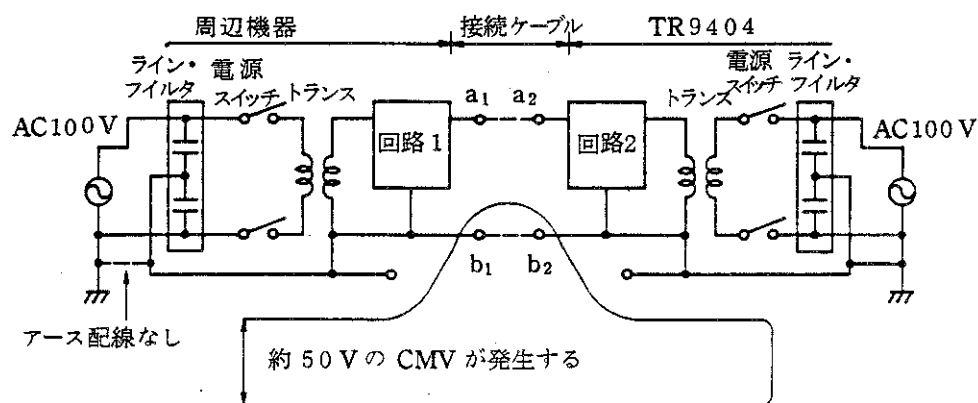 周辺機器 接続ケーブル TR9404
ライン・フィルタ
電源スイッチ
トランス
a₁ a₂
トランス
電源スイッチ
ライン・フィルタ
AC100V
回路1
回路2
AC100V
b₁ b₂
アース配線なし
約50VのCMVが発生する